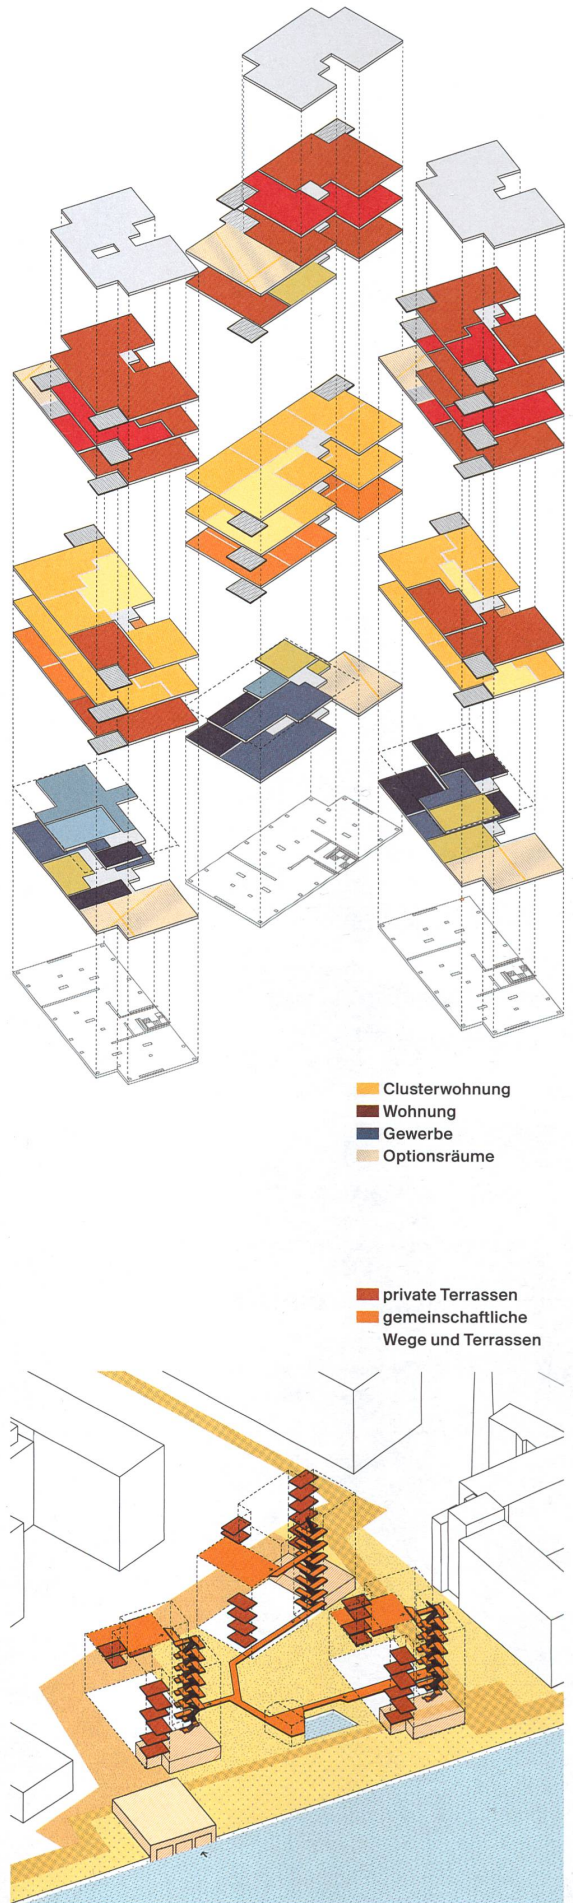 Clusterwohnung
Wohnung
Gewerbe
Optionsräume
private Terrassen
gemeinschaftliche
Wege und Terrassen